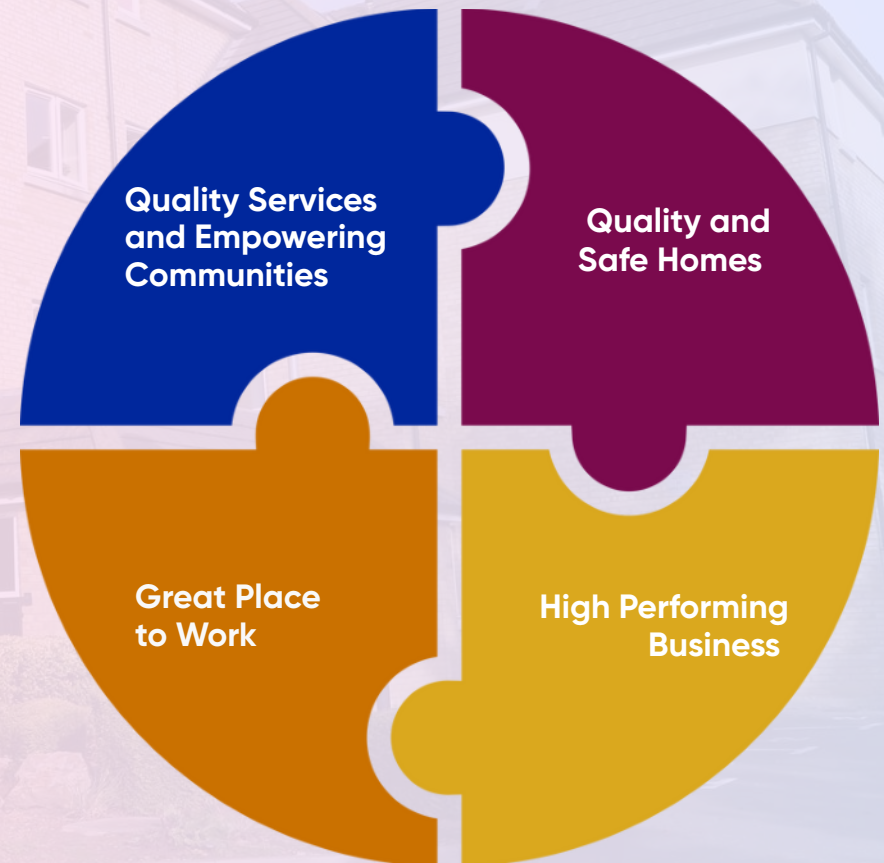 Quality Services
and Empowering
Communities
Quality and
Safe Homes
Great Place
to Work
High Performing
Business